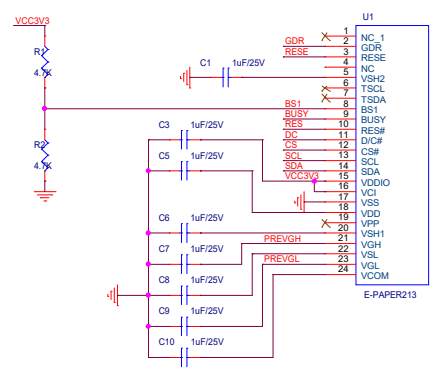 VCC3V3
R1
4.7K
R2
4.7K
C1 1uF/25V
C3 1uF/25V
C5 1uF/25V
C6 1uF/25V
C7 1uF/25V
C8 1uF/25V
C9 1uF/25V
C10 1uF/25V
U1
1 NC_1
GDR 2 GDR
RESE 3 RESE
4 NC
5 VSH2
6 TSCL
7 TSDA
BS1 8 BS1
BUSY 9 BUSY
RES 10 RES#
DC 11 D/C#
CS 12 CS#
SCL 13 SCL
SDA 14 SDA
VCC3V3 15 VDDIO
16 VCI
17 VSS
18 VDD
19 VPP
20 VSH1
PREVGH 21 VGH
22 VSL
PREVGL 23 VGL
24 VCOM
E-PAPER213